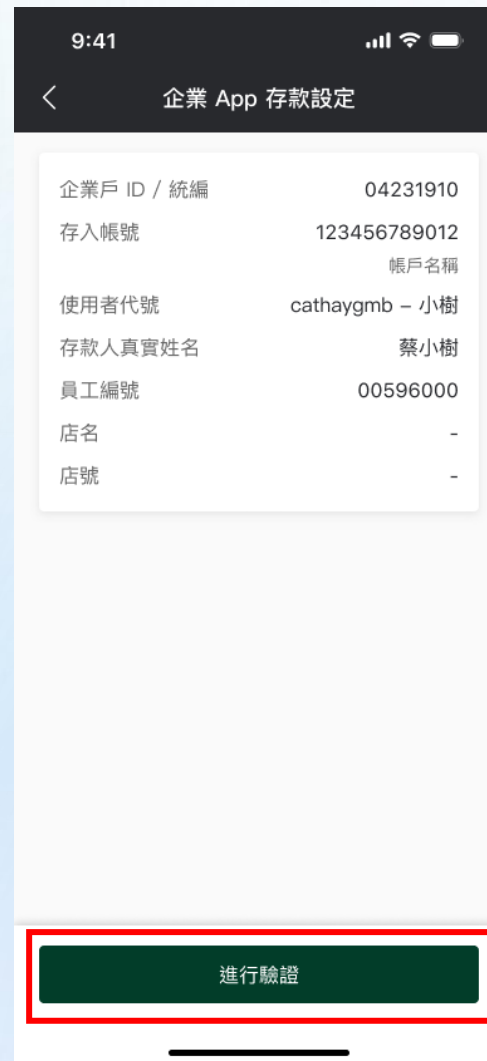 9:41
企業 App 存款設定
企業戶 ID / 統編 04231910
存入帳號 123456789012
帳戶名稱
使用者代號 cathaygmb – 小樹
存款人真實姓名 蔡小樹
員工編號 00596000
店名 -
店號 -
進行驗證